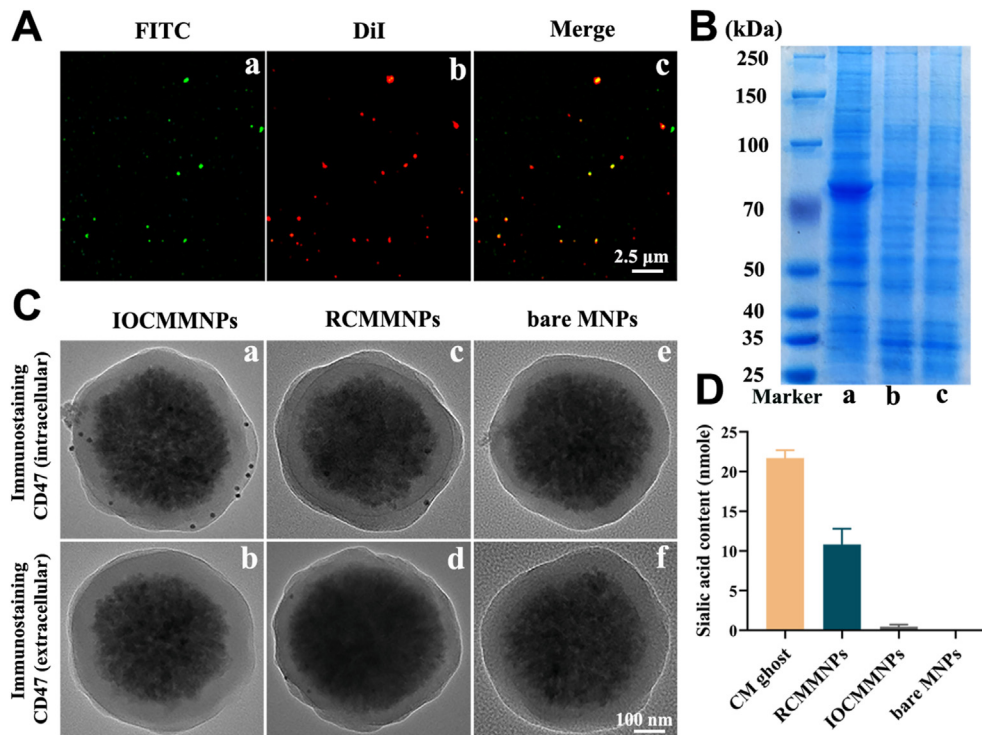 A
FITC
DiI
Merge
a
b
c
2.5 μm
B (kDa)
250
150
100
70
50
40
35
25
Marker
a
b
c
C
IOCMMNPs
RCMMNPs
bare MNPs
Immunostaining
CD47 (intracellular)
a
c
e
Immunostaining
CD47 (extracellular)
b
d
f
100 nm
D
Sialic acid content (nmole)
25
20
15
10
5
0
CM ghost
RCMMNPs
IOCMMNPs
bare MNPs